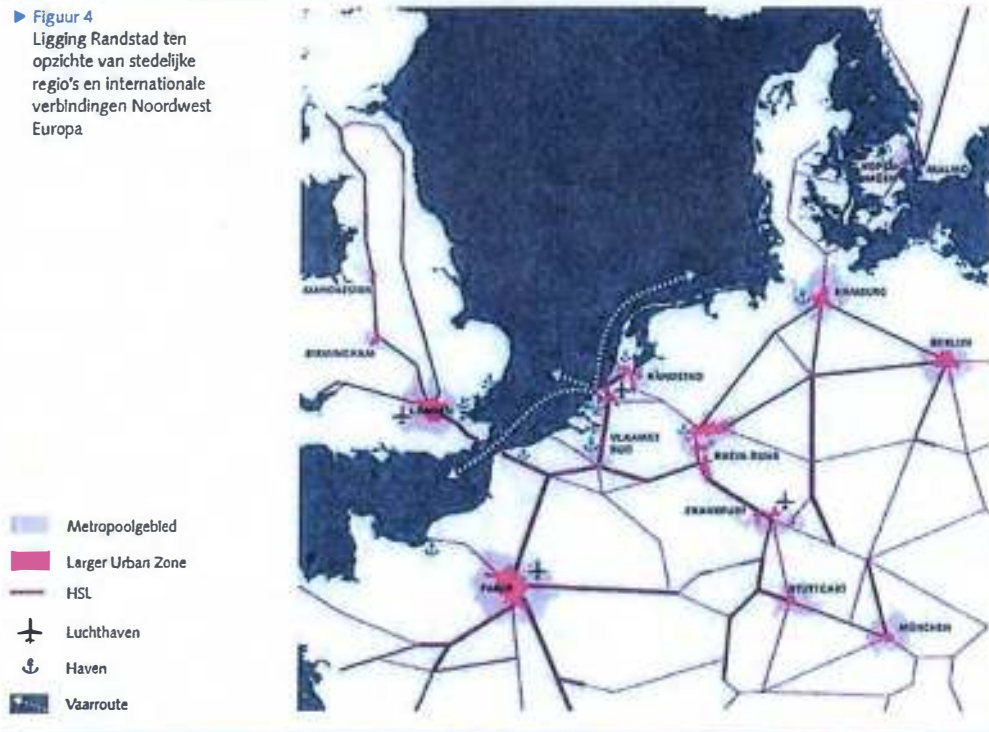 ▶ Figuur 4
Ligging Randstad ten
opzichte van stedelijke
regio's en internationale
verbindingen Noordwest
Europa
MALMÖ
HAMBURG
MANCHESTER
BERLIJN
BIRMINGHAM
RANDSTAD
LONDEN
VLAAMSE
RUIT
RHEIN-RUHR
FRANKFURT
PARIJS
STUTTGART
MÜNCHEN
Metropoolgebied
Larger Urban Zone
HSL
Luchthaven
Haven
Vaarroute